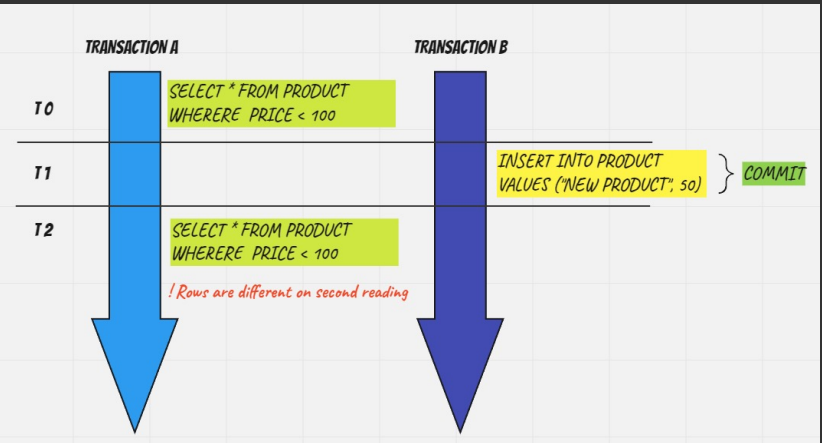 TRANSACTION A
TRANSACTION B
T0
SELECT * FROM PRODUCT
WHERERE PRICE < 100
T1
INSERT INTO PRODUCT
VALUES ("NEW PRODUCT", 50)
COMMIT
T2
SELECT * FROM PRODUCT
WHERERE PRICE < 100
! Rows are different on second reading